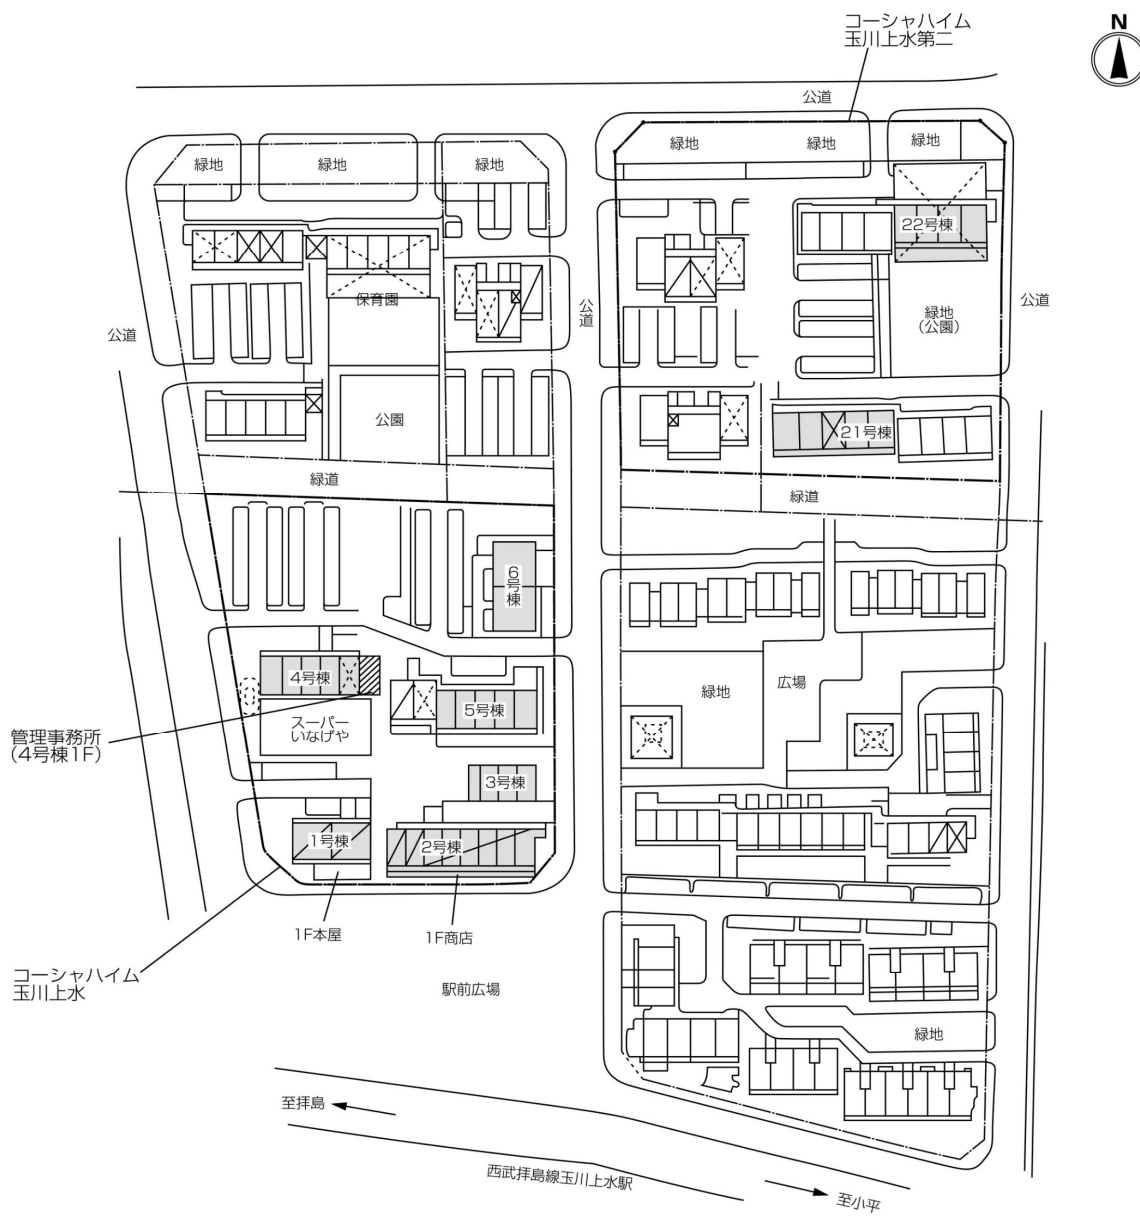 コーシャハイム
玉川上水第二
N
公道
緑地
緑地
緑地
緑地
緑地
緑地
22号棟
保育園
公道
公道
緑地
(公園)
公道
公園
21号棟
緑道
緑道
6号棟
4号棟
緑地
広場
5号棟
スーパー
いなげや
管理事務所
(4号棟1F)
3号棟
1号棟
2号棟
1F本屋
1F商店
コーシャハイム
玉川上水
駅前広場
緑地
至拝島
西武拝島線玉川上水駅
至小平